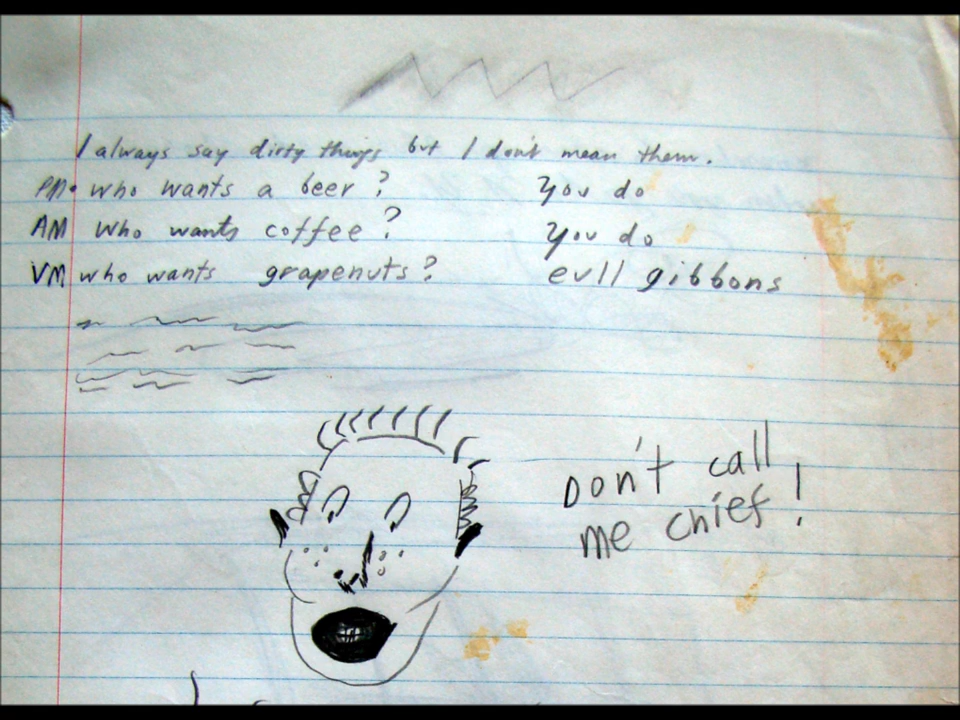 I always say dirty things but I don't mean them.
PM. who wants a beer? You do
AM who wants coffee? You do
VM who wants grapenuts? evll gibbons
Don't call
me chief!